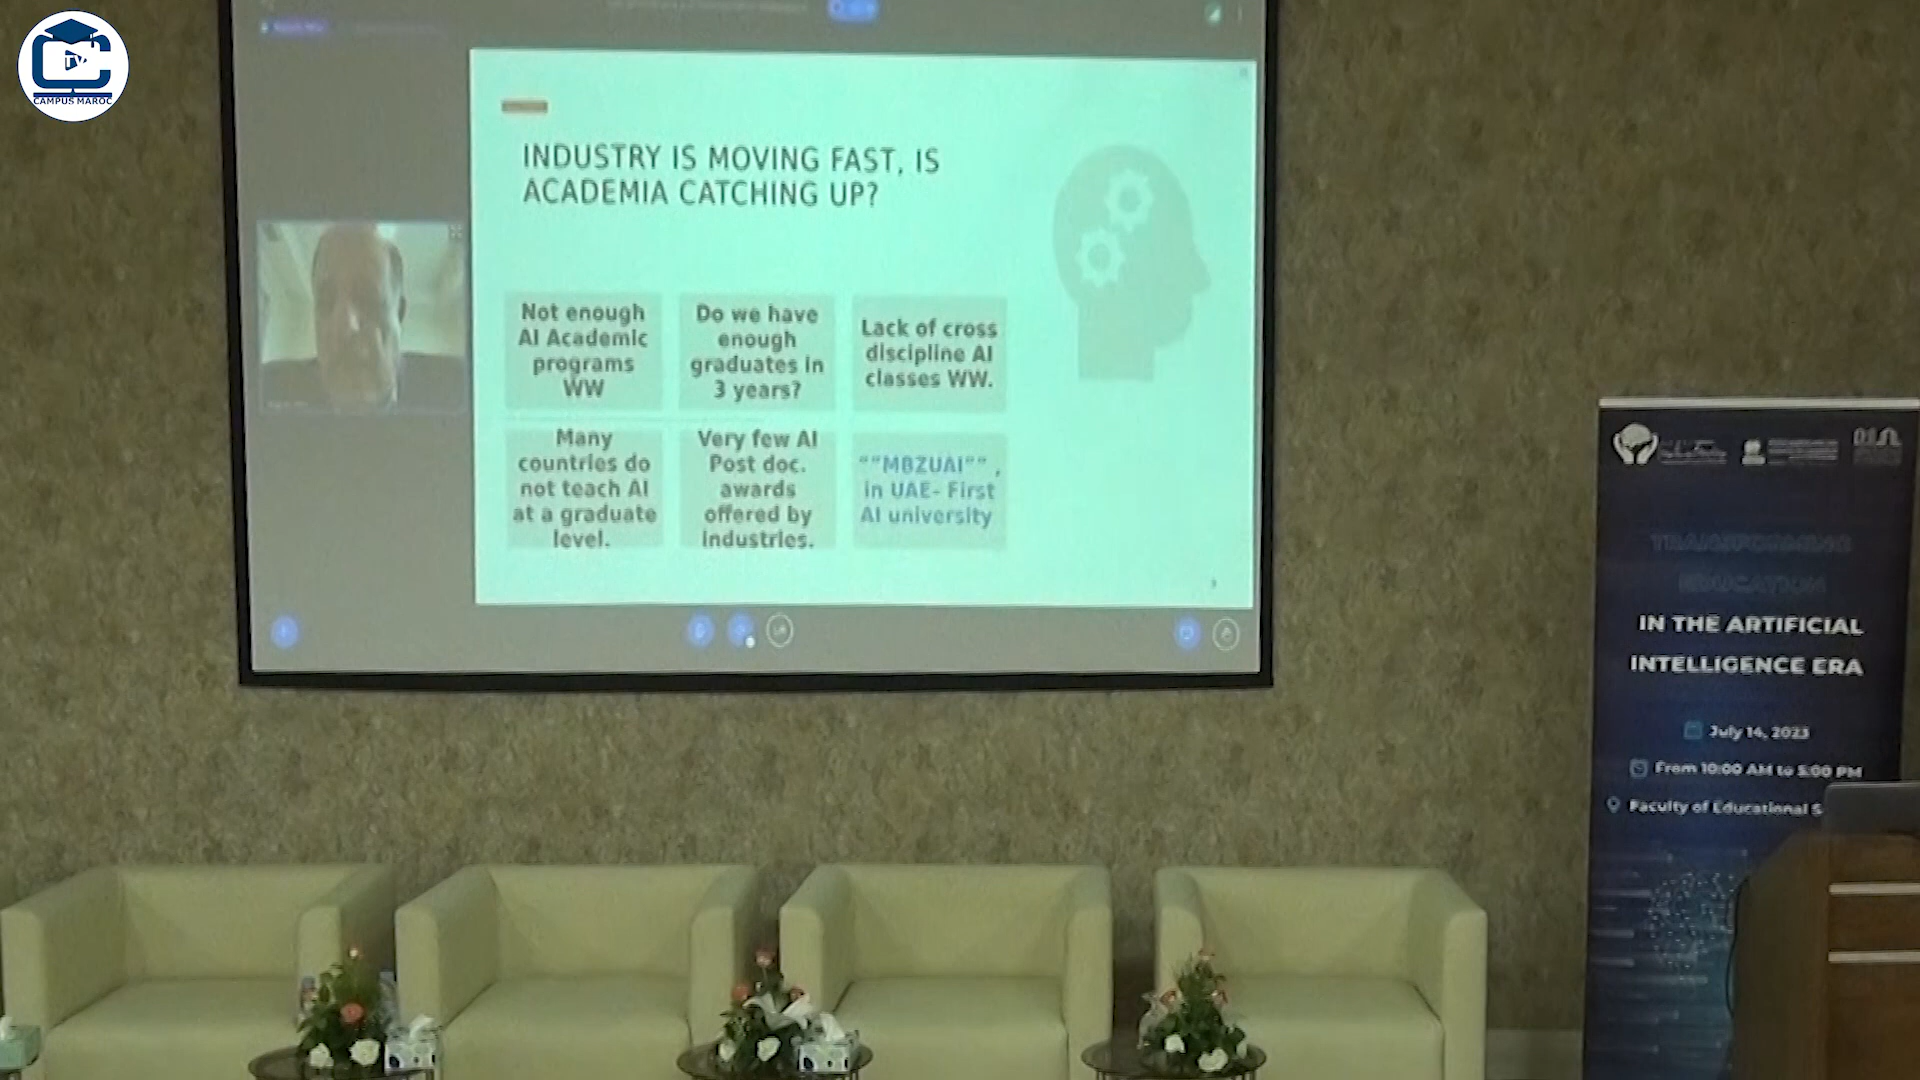 TV
CAMPUS MAROC
INDUSTRY IS MOVING FAST, IS
ACADEMIA CATCHING UP?
Not enough
AI Academic
programs
WW
Do we have
enough
graduates in
3 years?
Lack of cross
discipline AI
classes WW.
Many
countries do
not teach AI
at a graduate
level.
Very few AI
Post doc.
awards
offered by
industries.
""MBZUAI"" ,
in UAE- First
AI university
TRANSFORMING
EDUCATION
IN THE ARTIFICIAL
INTELLIGENCE ERA
July 14, 2023
From 10:00 AM to 5:00 PM
Faculty of Educational S